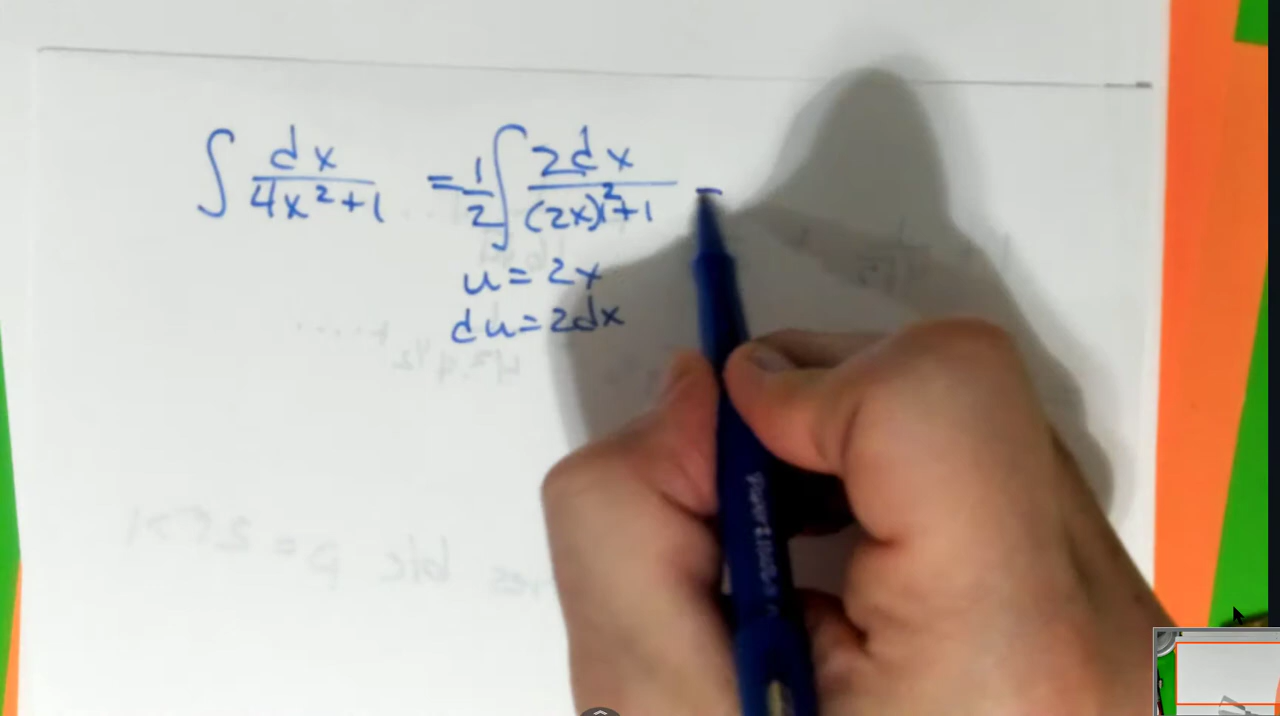 ∫ dx / 4x²+1 = 1/2 ∫ 2dx / (2x)²+1 =
u = 2x
du = 2dx